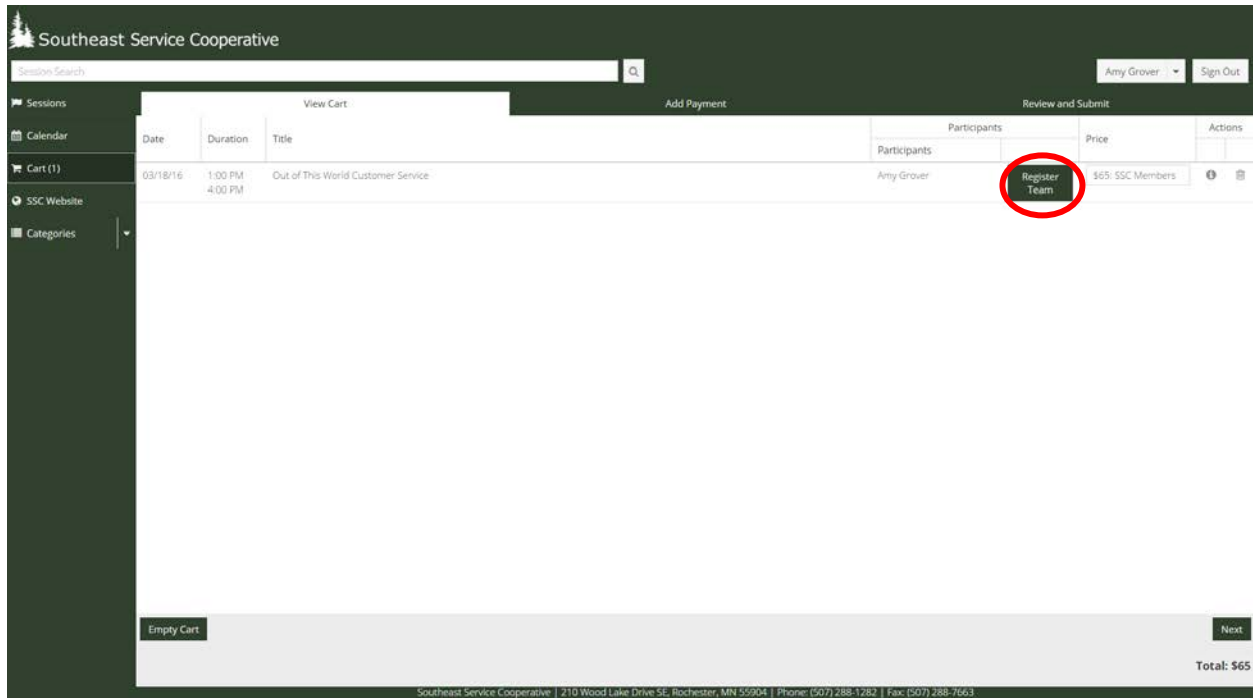 Southeast Service Cooperative
Session Search
Amy Grover
Sign Out
Sessions
Calendar
Cart (1)
SSC Website
Categories
View Cart
Add Payment
Review and Submit
Date
Duration
Title
Participants
Participants
Price
Actions
03/18/16
1:00 PM
4:00 PM
Out of This World Customer Service
Amy Grover
Register
Team
$65: SSC Members
Empty Cart
Next
Total: $65
Southeast Service Cooperative | 210 Wood Lake Drive SE, Rochester, MN 55904 | Phone: (507) 288-1282 | Fax: (507) 288-7663